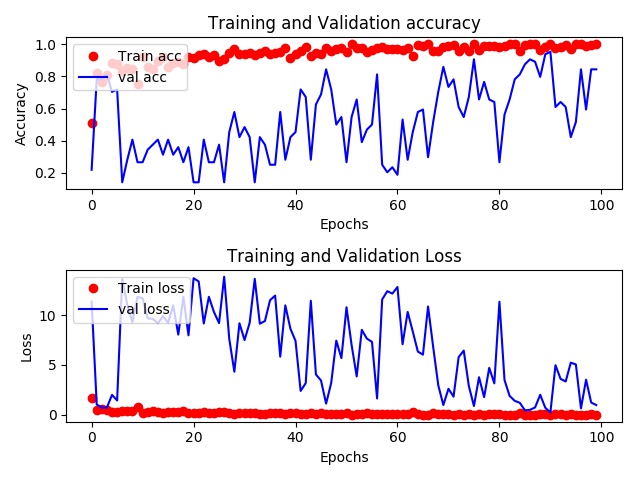 Training and Validation accuracy
1.0
0.8
0.6
0.4
0.2
Accuracy
Train acc
val acc
0 20 40 60 80 100
Epochs
Training and Validation Loss
10
5
0
Loss
Train loss
val loss
0 20 40 60 80 100
Epochs